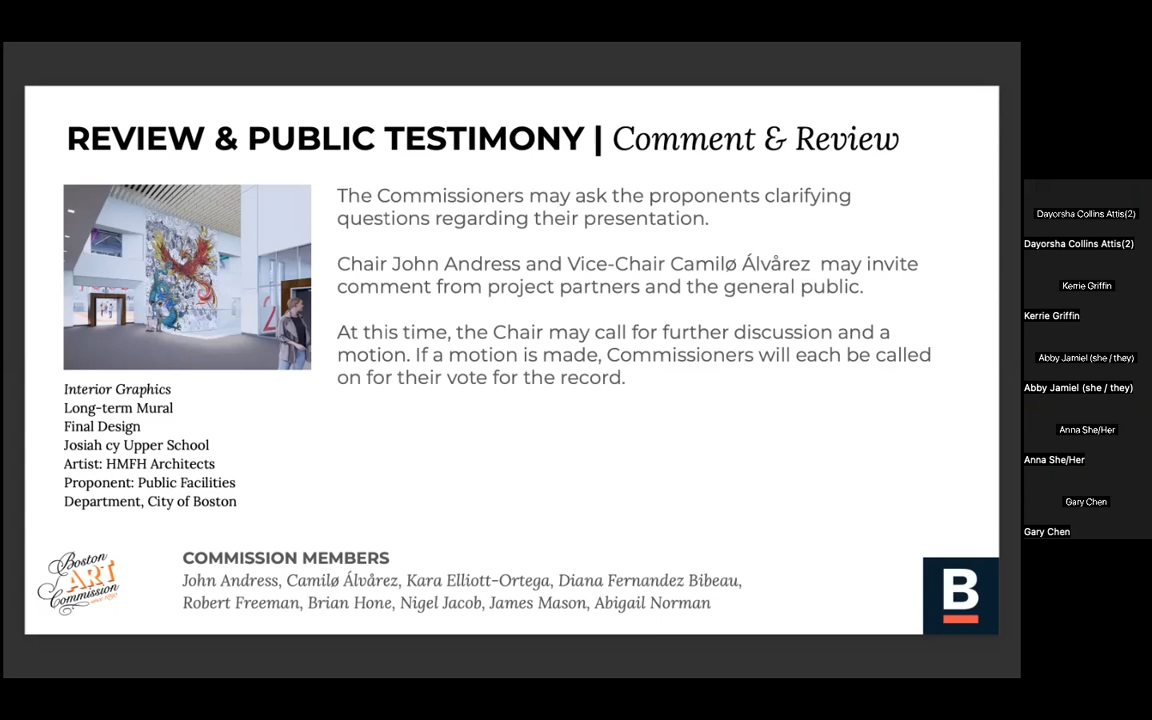 REVIEW & PUBLIC TESTIMONY | Comment & Review
The Commissioners may ask the proponents clarifying
questions regarding their presentation.
Chair John Andress and Vice-Chair Camilø Álvårez may invite
comment from project partners and the general public.
At this time, the Chair may call for further discussion and a
motion. If a motion is made, Commissioners will each be called
on for their vote for the record.
Interior Graphics
Long-term Mural
Final Design
Josiah cy Upper School
Artist: HMFH Architects
Proponent: Public Facilities
Department, City of Boston
Boston
ART
Commission
COMMISSION MEMBERS
John Andress, Camilø Álvårez, Kara Elliott-Ortega, Diana Fernandez Bibeau,
Robert Freeman, Brian Hone, Nigel Jacob, James Mason, Abigail Norman
B
Dayorsha Collins Attis(2)
Dayorsha Collins Attis(2)
Kerrie Griffin
Kerrie Griffin
Abby Jamiel (she / they)
Abby Jamiel (she / they)
Anna She/Her
Anna She/Her
Gary Chen
Gary Chen